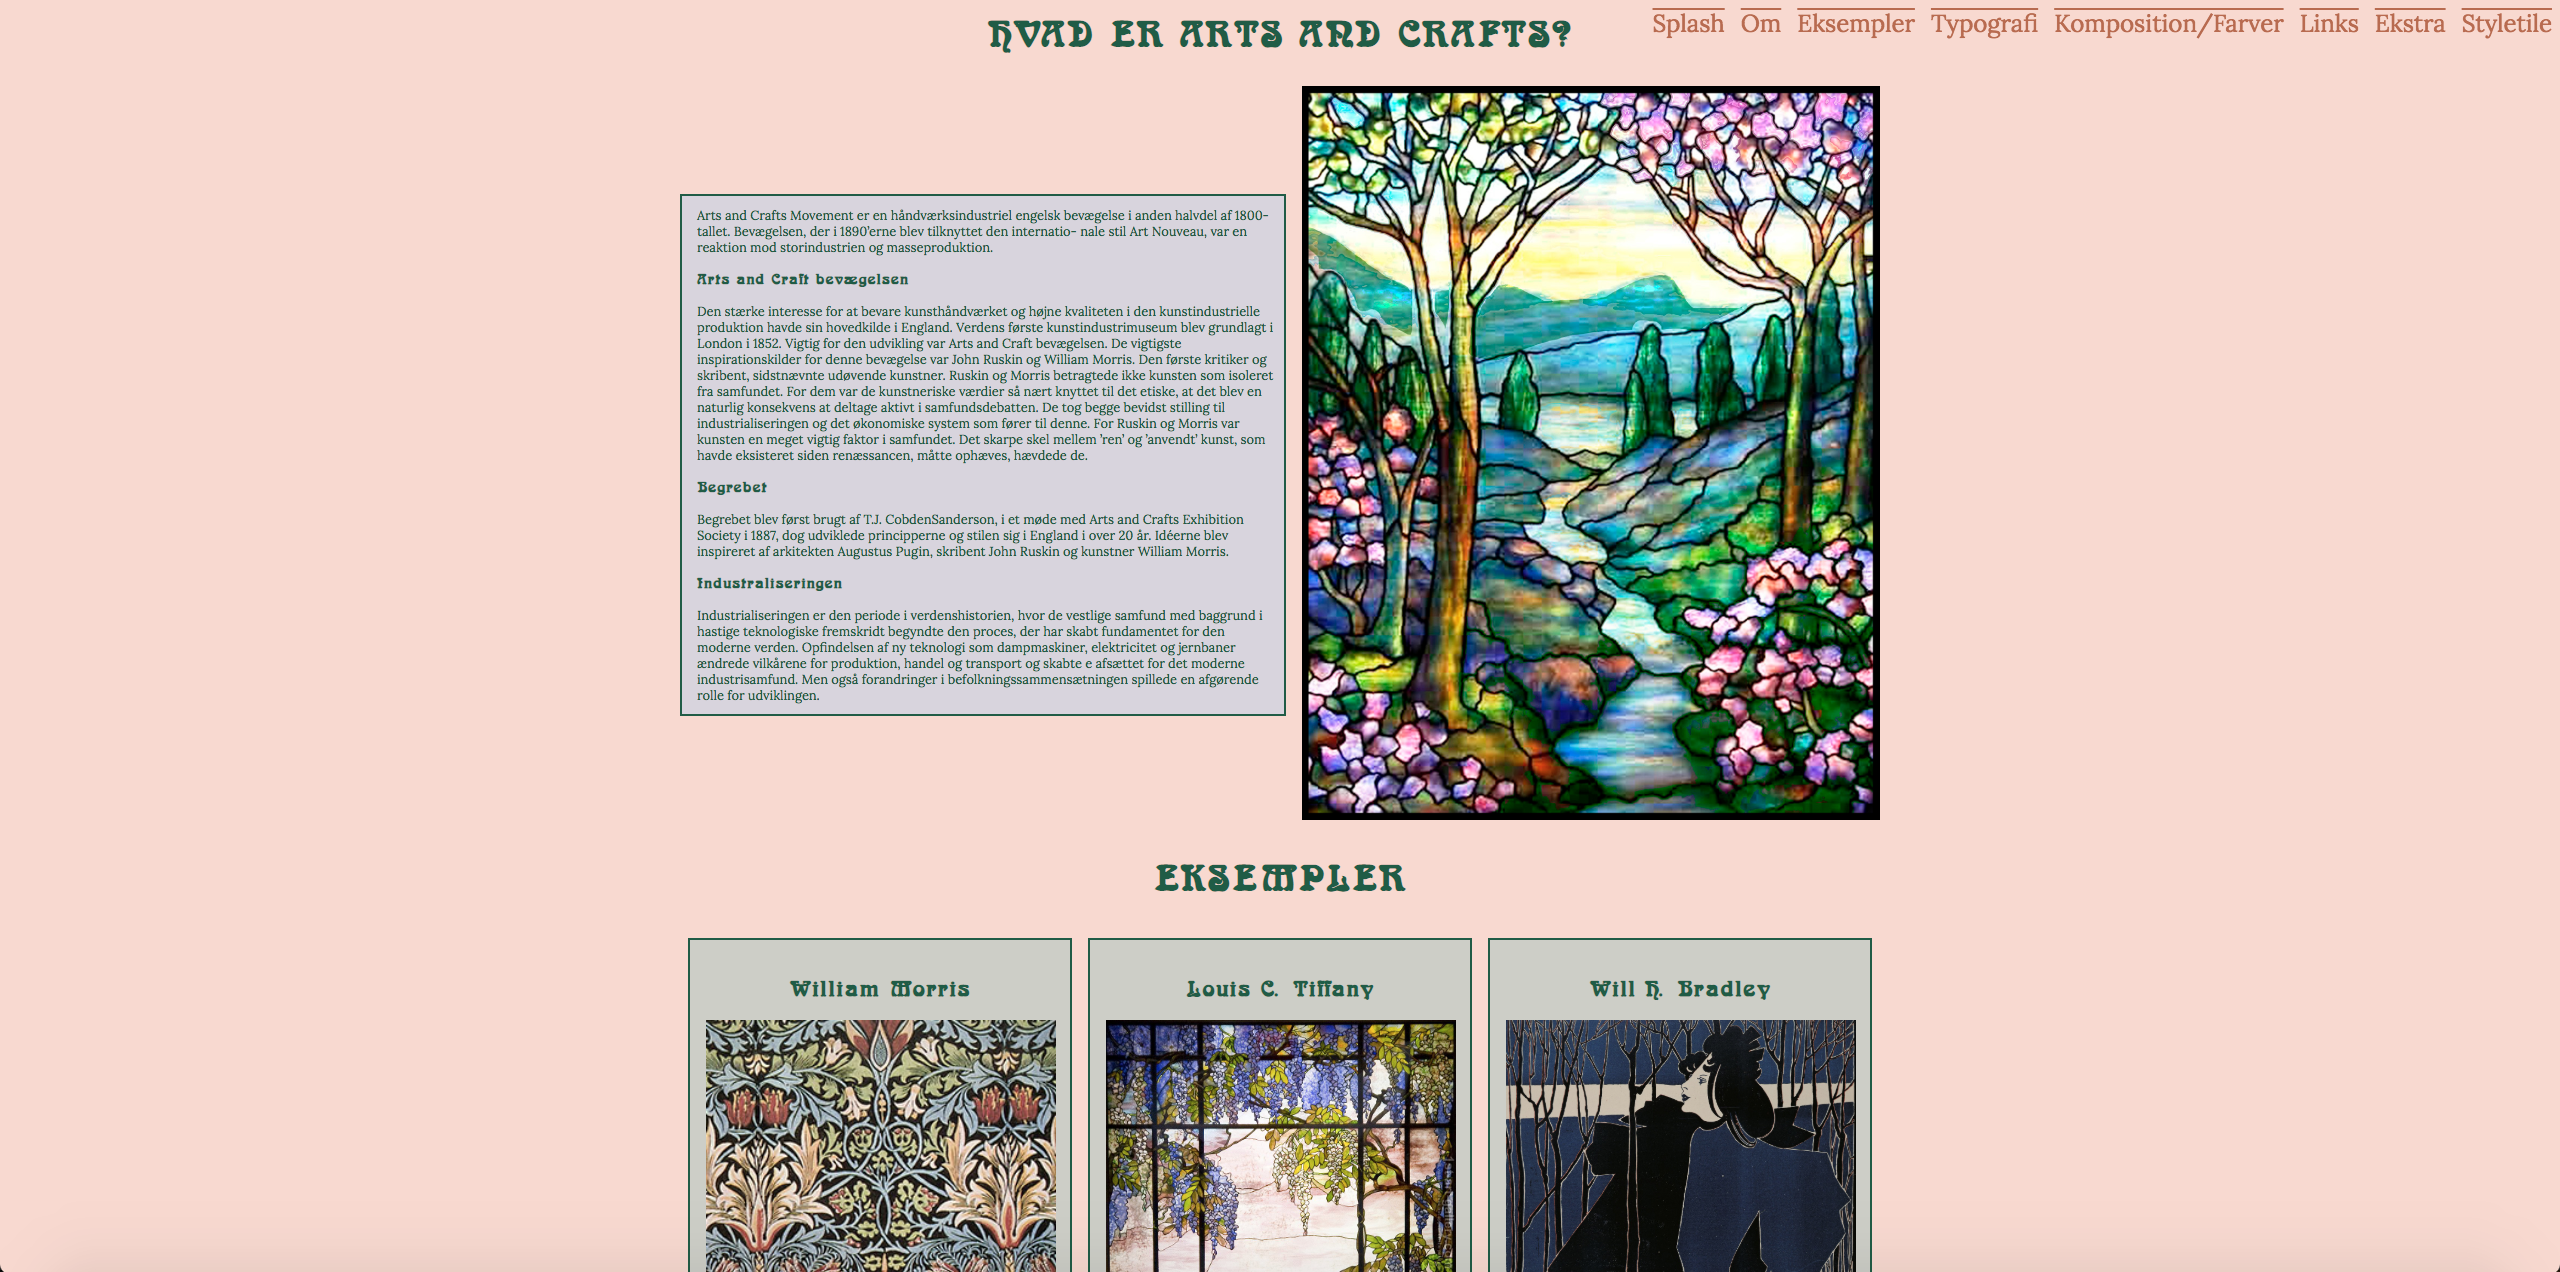 HVAD ER ARTS AND CRAFTS?
Splash Om Eksempler Typografi Komposition/Farver Links Ekstra Styletile
Arts and Crafts Movement er en håndværksindustriel engelsk bevægelse i anden halvdel af 1800-
tallet. Bevægelsen, der i 1890’erne blev tilknyttet den internatio- nale stil Art Nouveau, var en
reaktion mod storindustrien og masseproduktion.
Arts and Craft bevægelsen
Den stærke interesse for at bevare kunsthåndværket og højne kvaliteten i den kunstindustrielle
produktion havde sin hovedkilde i England. Verdens første kunstindustrimuseum blev grundlagt i
London i 1852. Vigtig for den udvikling var Arts and Craft bevægelsen. De vigtigste
inspirationskilder for denne bevægelse var John Ruskin og William Morris. Den første kritiker og
skribent, sidstnævnte udøvende kunstner. Ruskin og Morris betragtede ikke kunsten som isoleret
fra samfundet. For dem var de kunstneriske værdier så nært knyttet til det etiske, at det blev en
naturlig konsekvens at deltage aktivt i samfundsdebatten. De tog begge bevidst stilling til
industrialiseringen og det økonomiske system som fører til denne. For Ruskin og Morris var
kunsten en meget vigtig faktor i samfundet. Det skarpe skel mellem ’ren’ og ’anvendt’ kunst, som
havde eksisteret siden renæssancen, måtte ophæves, hævdede de.
Begrebet
Begrebet blev først brugt af T.J. CobdenSanderson, i et møde med Arts and Crafts Exhibition
Society i 1887, dog udviklede principperne og stilen sig i England i over 20 år. Idéerne blev
inspireret af arkitekten Augustus Pugin, skribent John Ruskin og kunstner William Morris.
Industraliseringen
Industrialiseringen er den periode i verdenshistorien, hvor de vestlige samfund med baggrund i
hastige teknologiske fremskridt begyndte den proces, der har skabt fundamentet for den
moderne verden. Opfindelsen af ny teknologi som dampmaskiner, elektricitet og jernbaner
ændrede vilkårene for produktion, handel og transport og skabte e afsættet for det moderne
industrisamfund. Men også forandringer i befolkningssammensætningen spillede en afgørende
rolle for udviklingen.
EKSEMPLER
William Morris
Louis C. Tiffany
Will H. Bradley